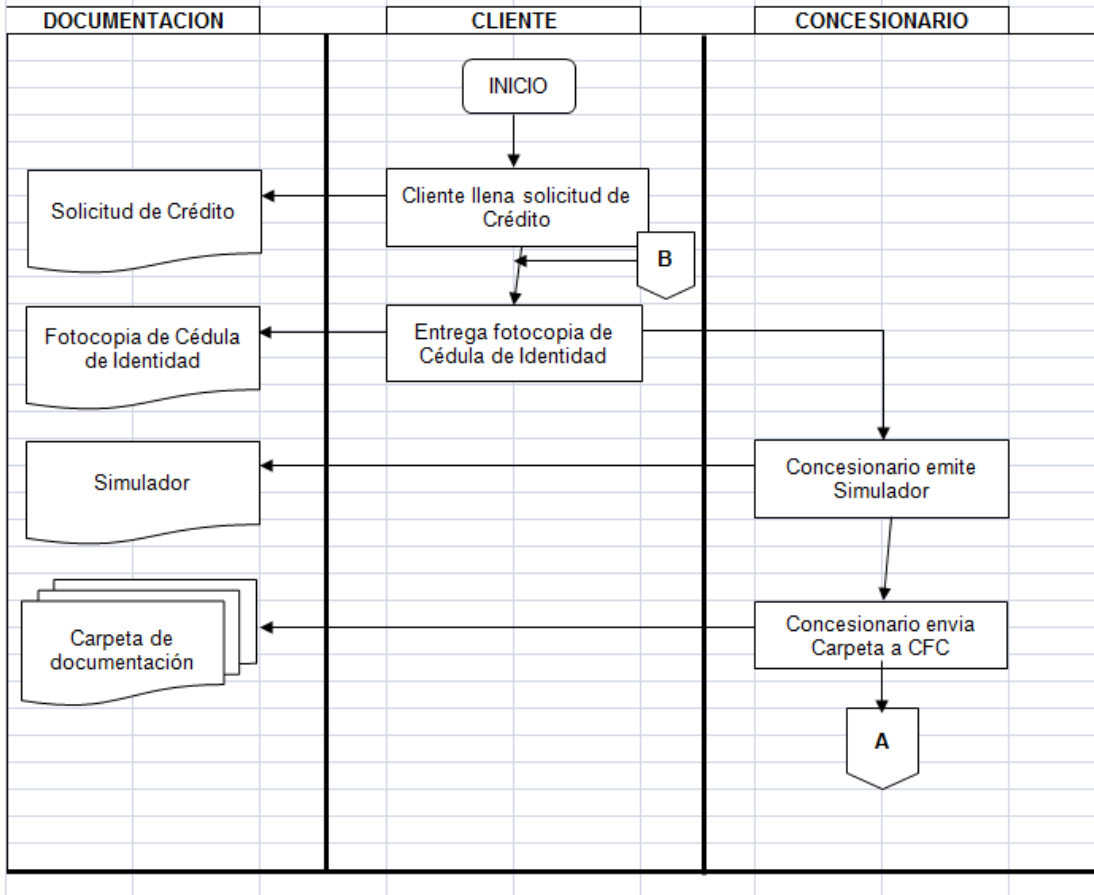 DOCUMENTACION
CLIENTE
CONCESIONARIO
INICIO
Solicitud de Crédito
Cliente llena solicitud de
Crédito
B
Fotocopia de Cédula
de Identidad
Entrega fotocopia de
Cédula de Identidad
Simulador
Concesionario emite
Simulador
Carpeta de
documentación
Concesionario envia
Carpeta a CFC
A